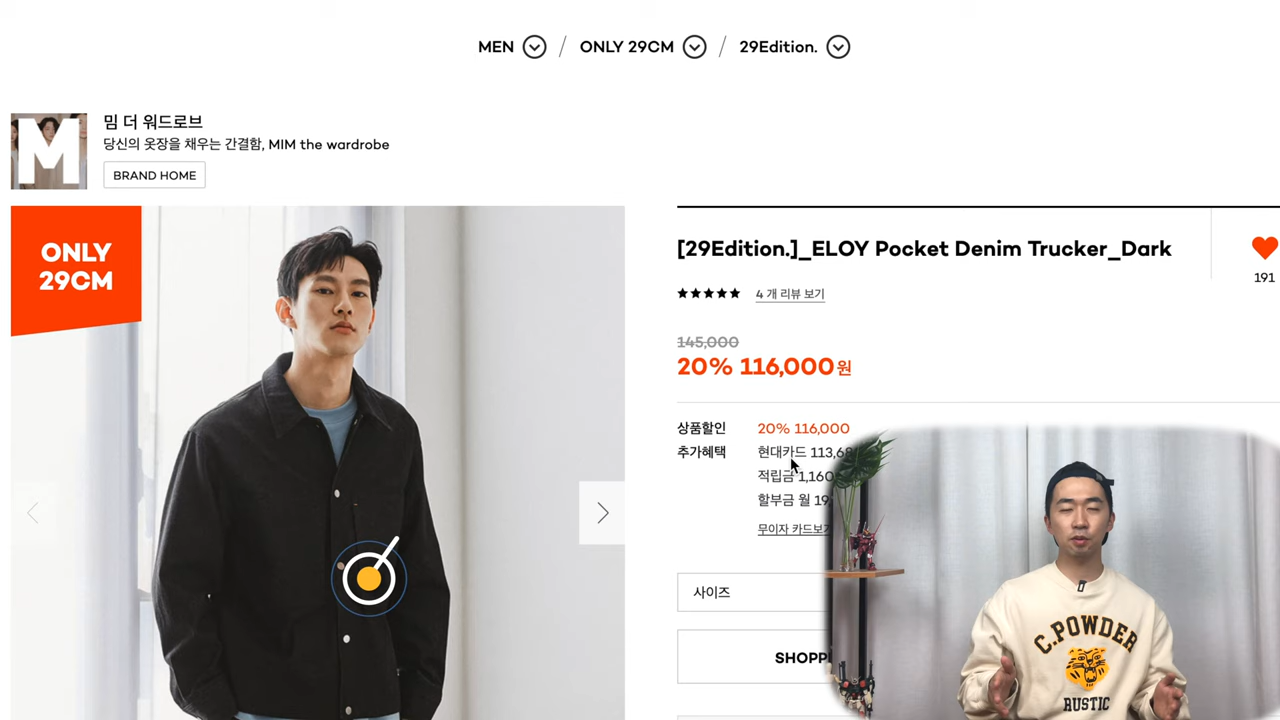 MEN / ONLY 29CM / 29Edition.
M
밈 더 워드로브
당신의 옷장을 채우는 간결함, MIM the wardrobe
BRAND HOME
ONLY
29CM
[29Edition.]_ELOY Pocket Denim Trucker_Dark
191
★★★★★ 4 개 리뷰 보기
145,000
20% 116,000원
상품할인 20% 116,000
추가혜택 현대카드
적립금
할부금 월
무이자 카드보기
사이즈
C.POWDER
RUSTIC